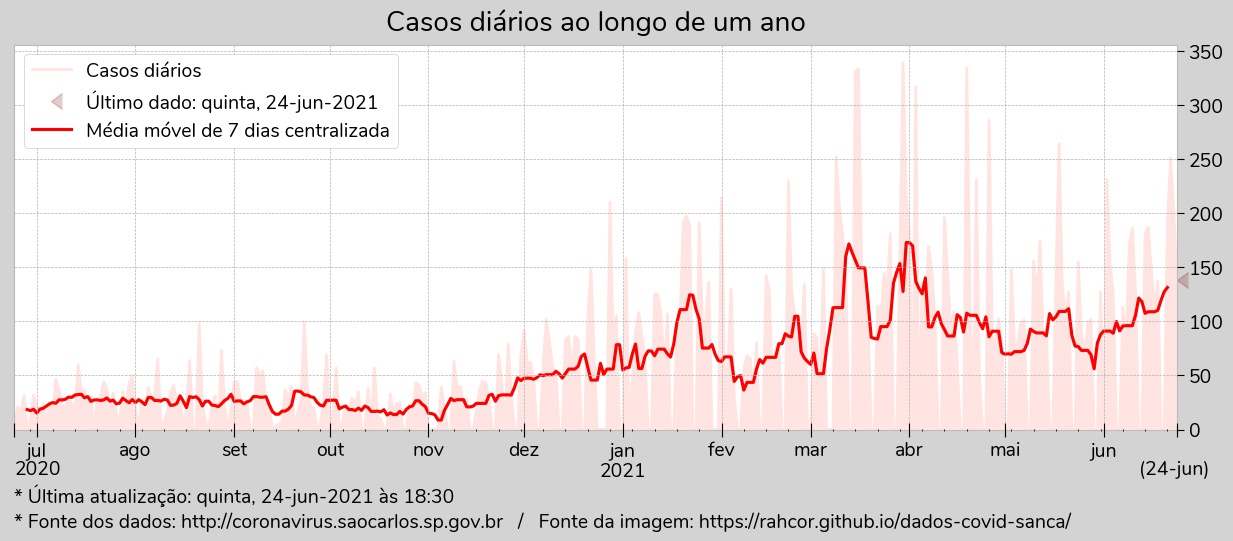 Casos diários ao longo de um ano
Casos diários
Último dado: quinta, 24-jun-2021
Média móvel de 7 dias centralizada
350
300
250
200
150
100
50
0
jul ago set out nov dez jan fev mar abr mai jun
2020 2021 (24-jun)
* Última atualização: quinta, 24-jun-2021 às 18:30
* Fonte dos dados: http://coronavirus.saocarlos.sp.gov.br / Fonte da imagem: https://rahcor.github.io/dados-covid-sanca/